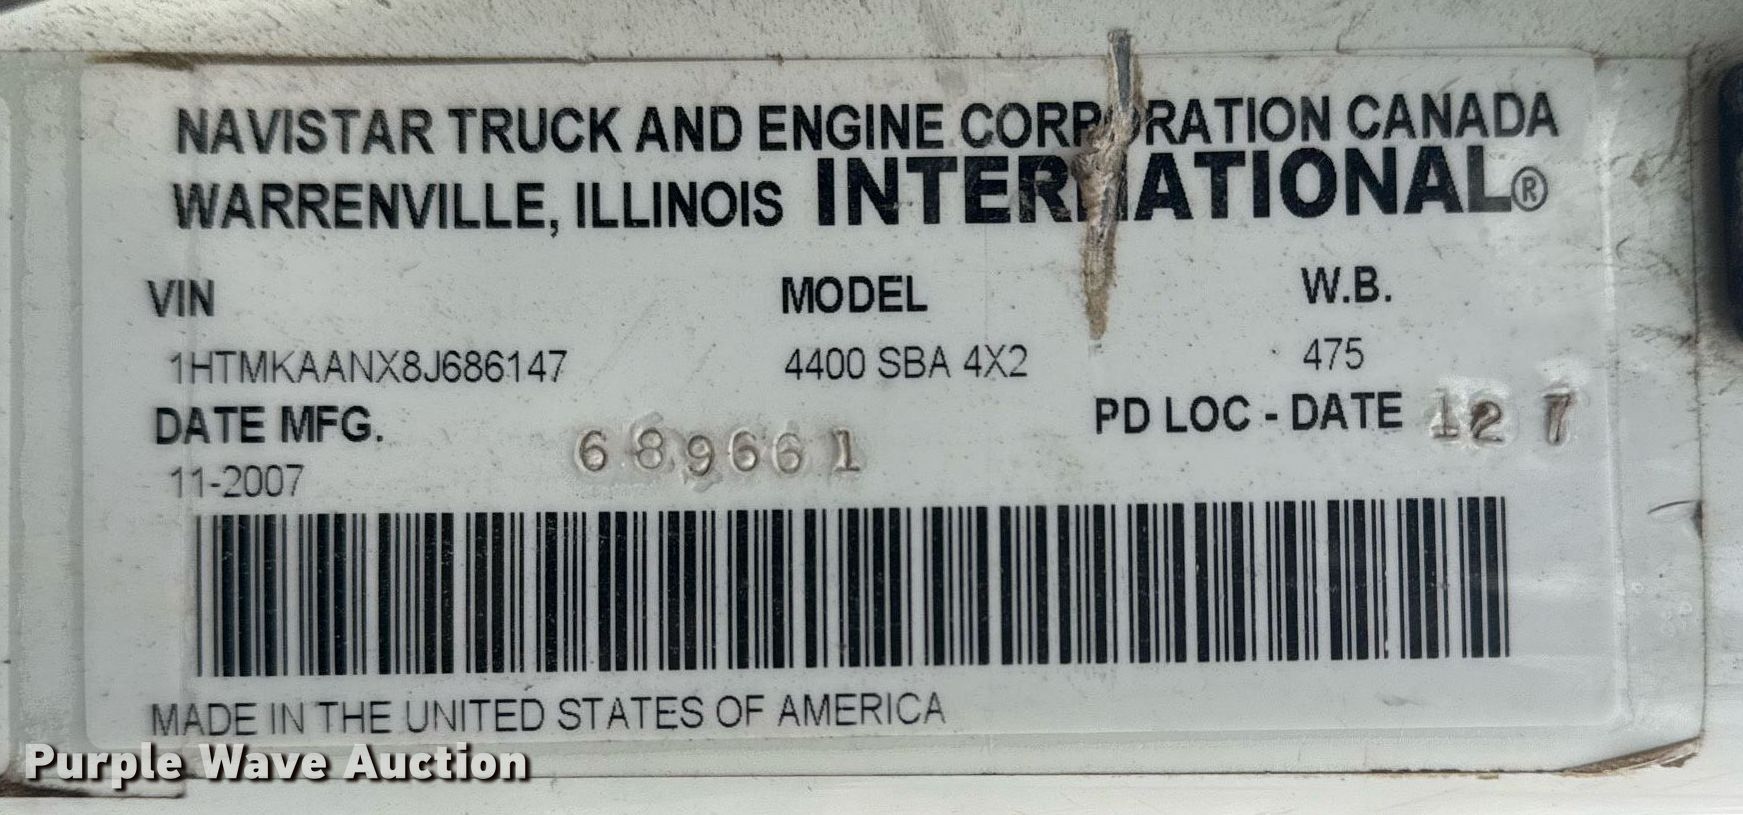 NAVISTAR TRUCK AND ENGINE CORPORATION CANADA
WARRENVILLE, ILLINOIS INTERNATIONAL®
VIN MODEL W.B.
1HTMKAANX8J686147 4400 SBA 4X2 475
DATE MFG. 689661 PD LOC - DATE 12 7
11-2007
MADE IN THE UNITED STATES OF AMERICA
Purple Wave Auction